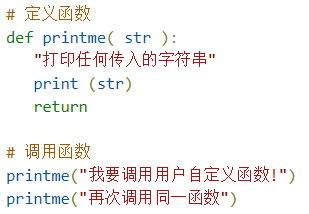 # 定义函数
def printme( str ):
   "打印任何传入的字符串"
   print (str)
   return

# 调用函数
printme("我要调用用户自定义函数!")
printme("再次调用同一函数")